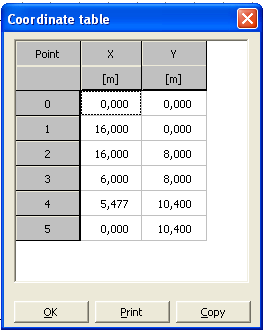 Coordinate table
Point X Y
[m] [m]
0 0,000 0,000
1 16,000 0,000
2 16,000 8,000
3 6,000 8,000
4 5,477 10,400
5 0,000 10,400
OK Print Copy